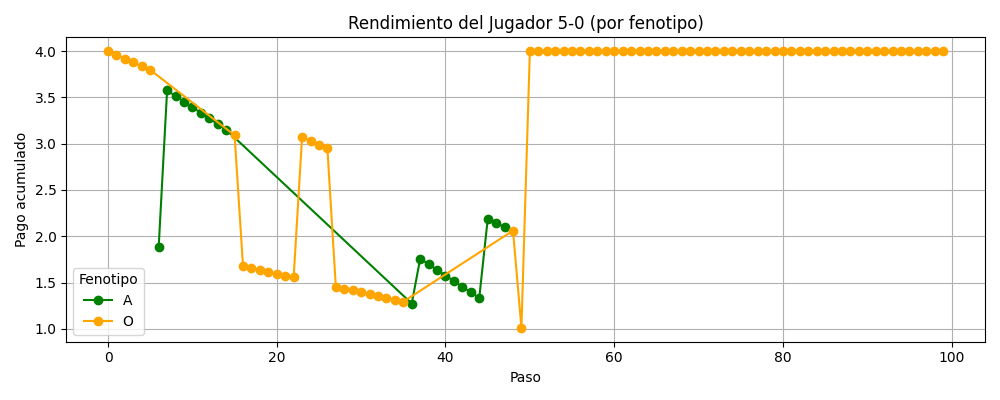 Rendimiento del Jugador 5-0 (por fenotipo)
Pago acumulado
4.0
3.5
3.0
2.5
2.0
1.5
1.0
Fenotipo
A
O
0 20 40 60 80 100
Paso